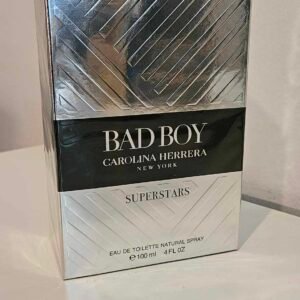 BAD BOY
CAROLINA HERRERA
NEW YORK
SUPERSTARS
EAU DE TOILETTE NATURAL SPRAY
℮ 100 ml 4 FL OZ